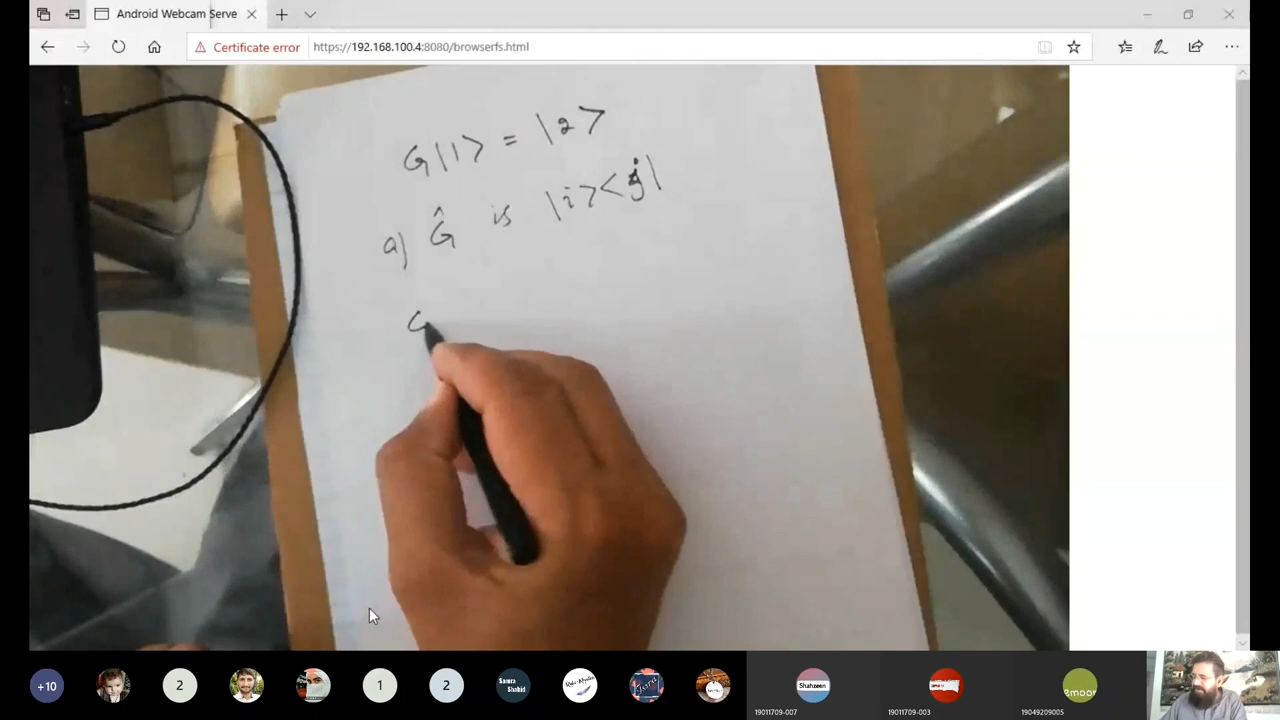 Android Webcam Serve
Certificate error
https://192.168.100.4:8080/browserfs.html
G|1> = |2>
a) Ĝ is |i><j|
G
+10
2
1
2
Samra Shahid
Shahzeen
19011709-007
19011709-003
19049209005